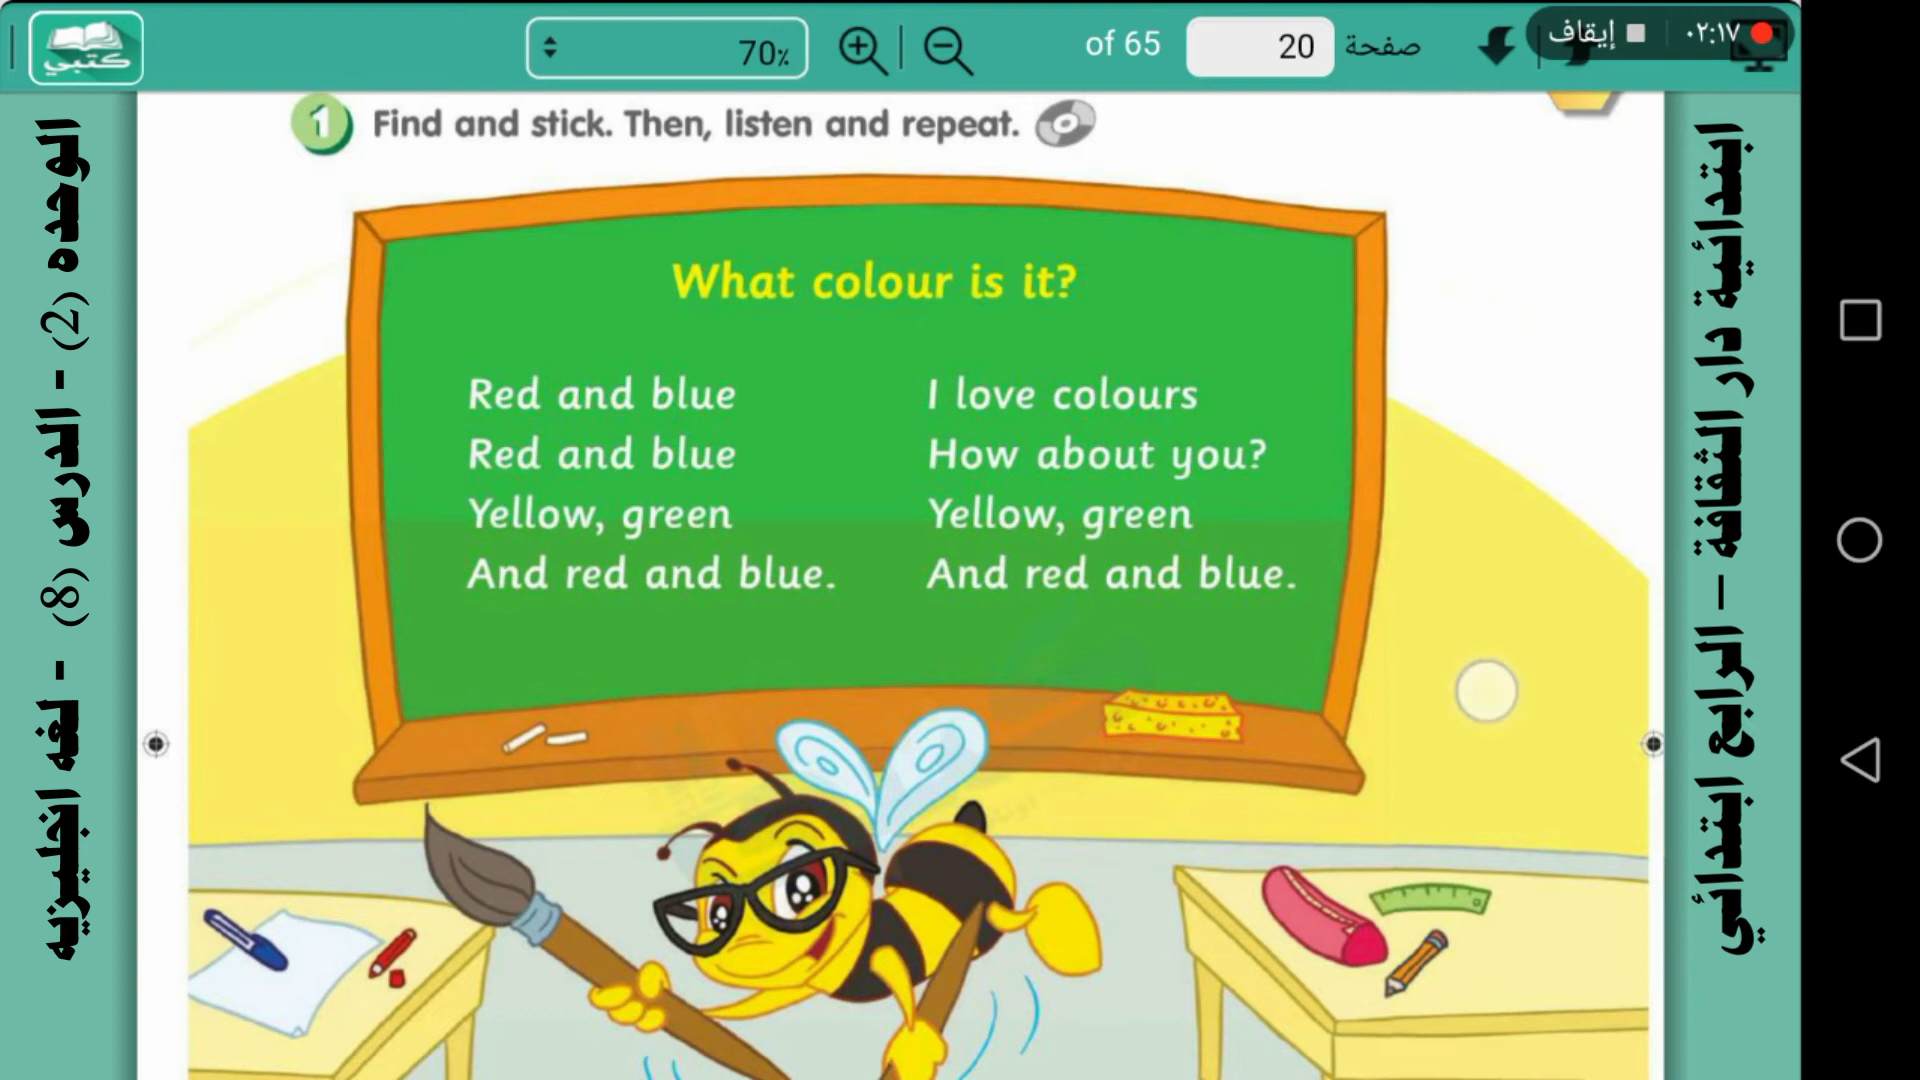 كتبي
70%
of 65
20
صفحة
إيقاف
٠٢:١٧
1 Find and stick. Then, listen and repeat.
What colour is it?
Red and blue
Red and blue
Yellow, green
And red and blue.
I love colours
How about you?
Yellow, green
And red and blue.
الوحده (2) - الدرس (8) - لغه انجليزيه
ابتدائية دار الثقافة – الرابع ابتدائي